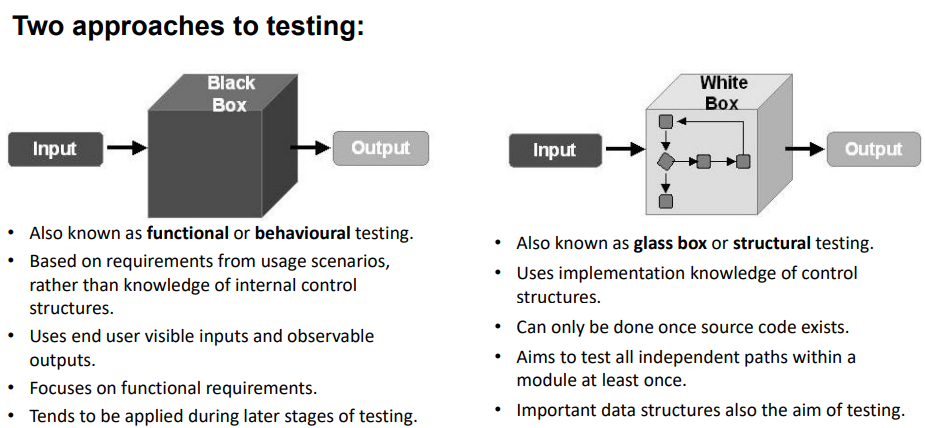 Two approaches to testing:
Black
Box
Input
Output
• Also known as functional or behavioural testing.
• Based on requirements from usage scenarios,
rather than knowledge of internal control
structures.
• Uses end user visible inputs and observable
outputs.
• Focuses on functional requirements.
• Tends to be applied during later stages of testing.
White
Box
Input
Output
• Also known as glass box or structural testing.
• Uses implementation knowledge of control
structures.
• Can only be done once source code exists.
• Aims to test all independent paths within a
module at least once.
• Important data structures also the aim of testing.